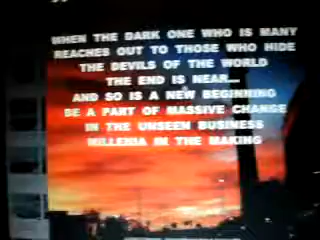 WHEN THE DARK ONE WHO IS MANY
REACHES OUT TO THOSE WHO HIDE
THE DEVILS OF THE WORLD
THE END IS NEAR...
AND SO IS A NEW BEGINNING
BE A PART OF MASSIVE CHANGE
IN THE UNSEEN BUSINESS
MILLENIA IN THE MAKING